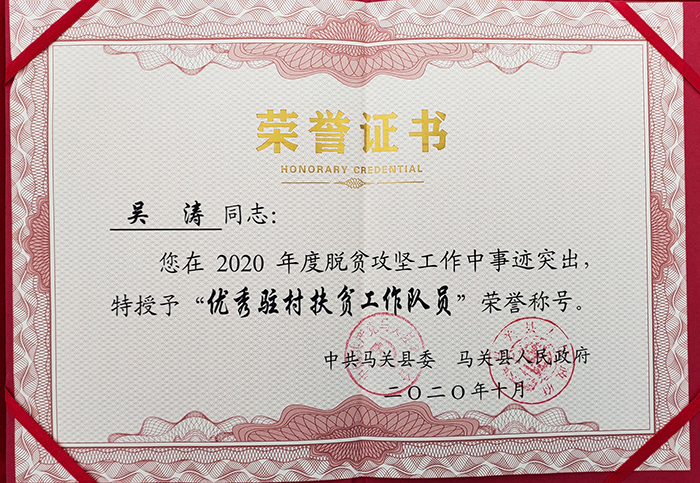 荣誉证书
HONORARY CREDENTIAL
吴 涛 同志：
您在 2020 年度脱贫攻坚工作中事迹突出，
特授予“优秀驻村扶贫工作队员”荣誉称号。
中共马关县委 马关县人民政府
二〇二〇年十月